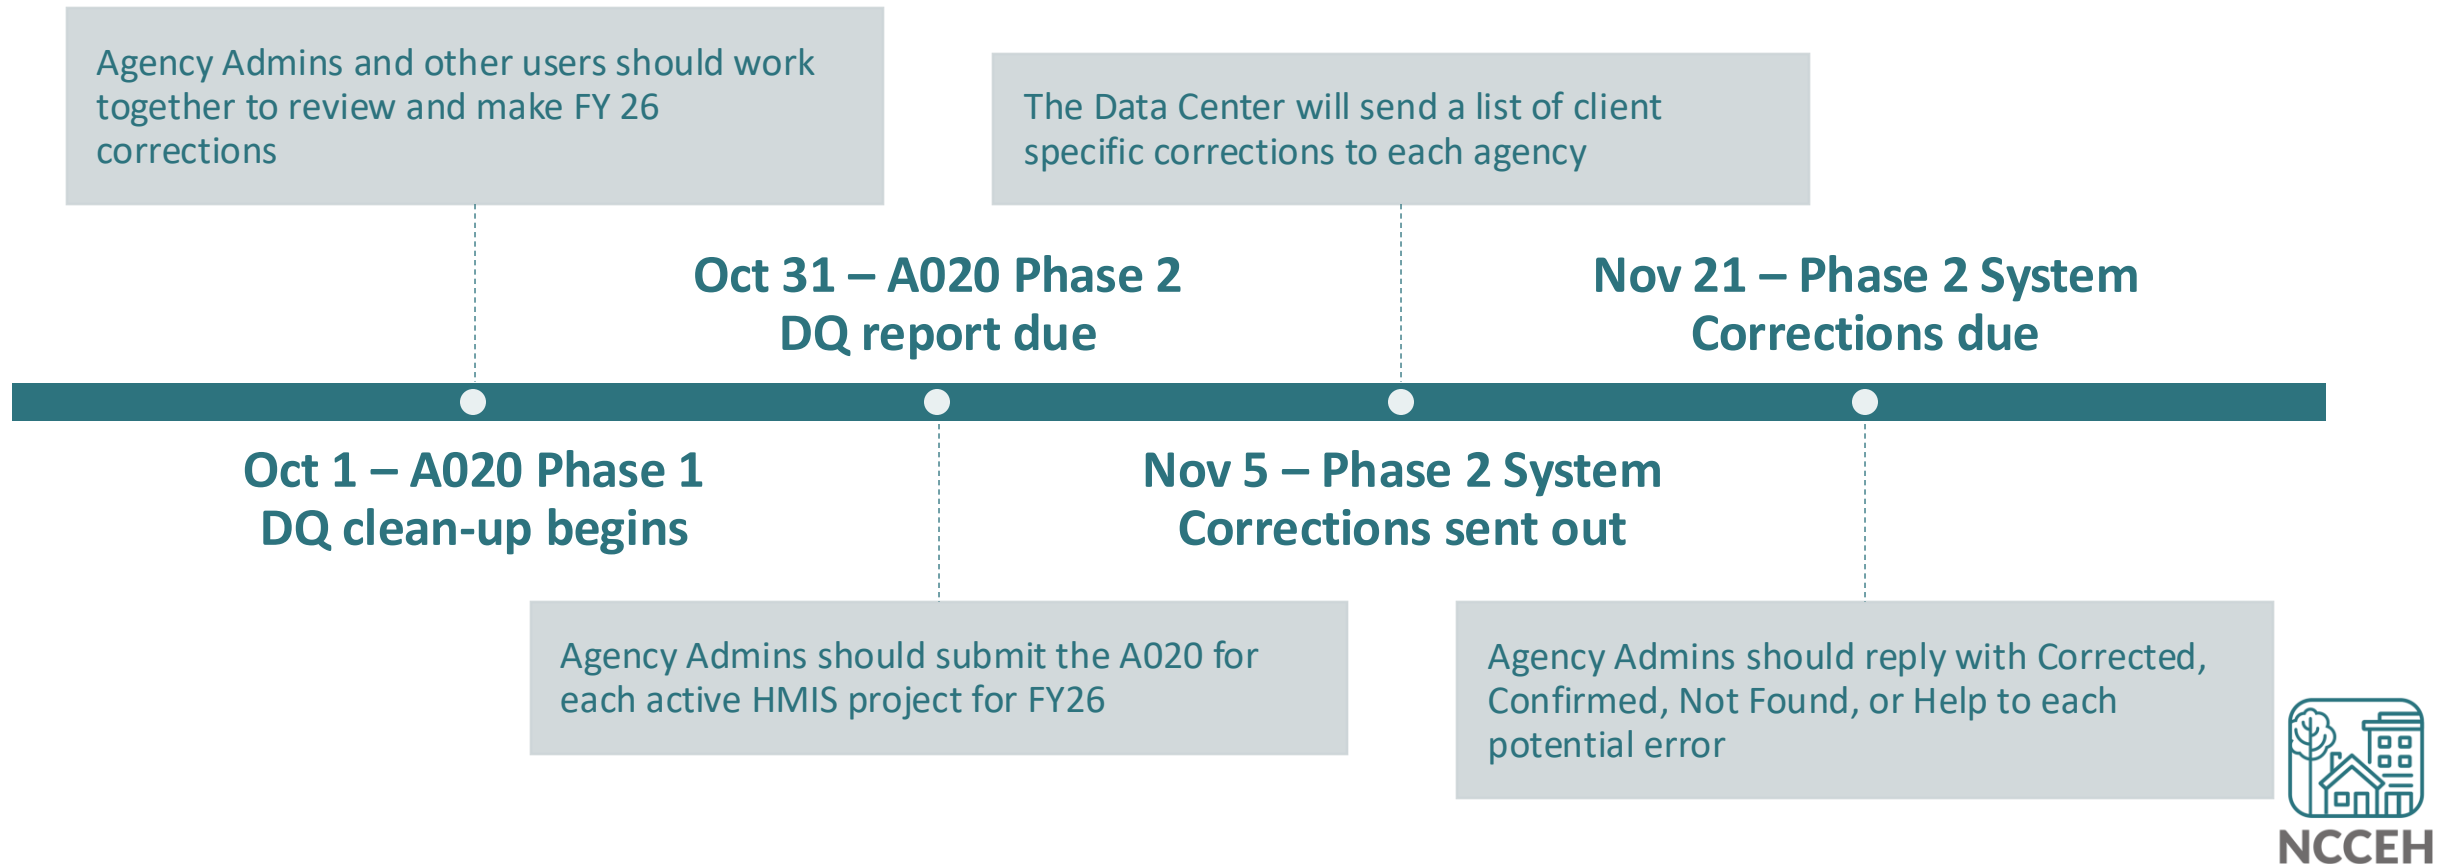 Agency Admins and other users should work
together to review and make FY 26
corrections
The Data Center will send a list of client
specific corrections to each agency
Oct 31 – A020 Phase 2
DQ report due
Nov 21 – Phase 2 System
Corrections due
Oct 1 – A020 Phase 1
DQ clean-up begins
Nov 5 – Phase 2 System
Corrections sent out
Agency Admins should submit the A020 for
each active HMIS project for FY26
Agency Admins should reply with Corrected,
Confirmed, Not Found, or Help to each
potential error
NCCEH